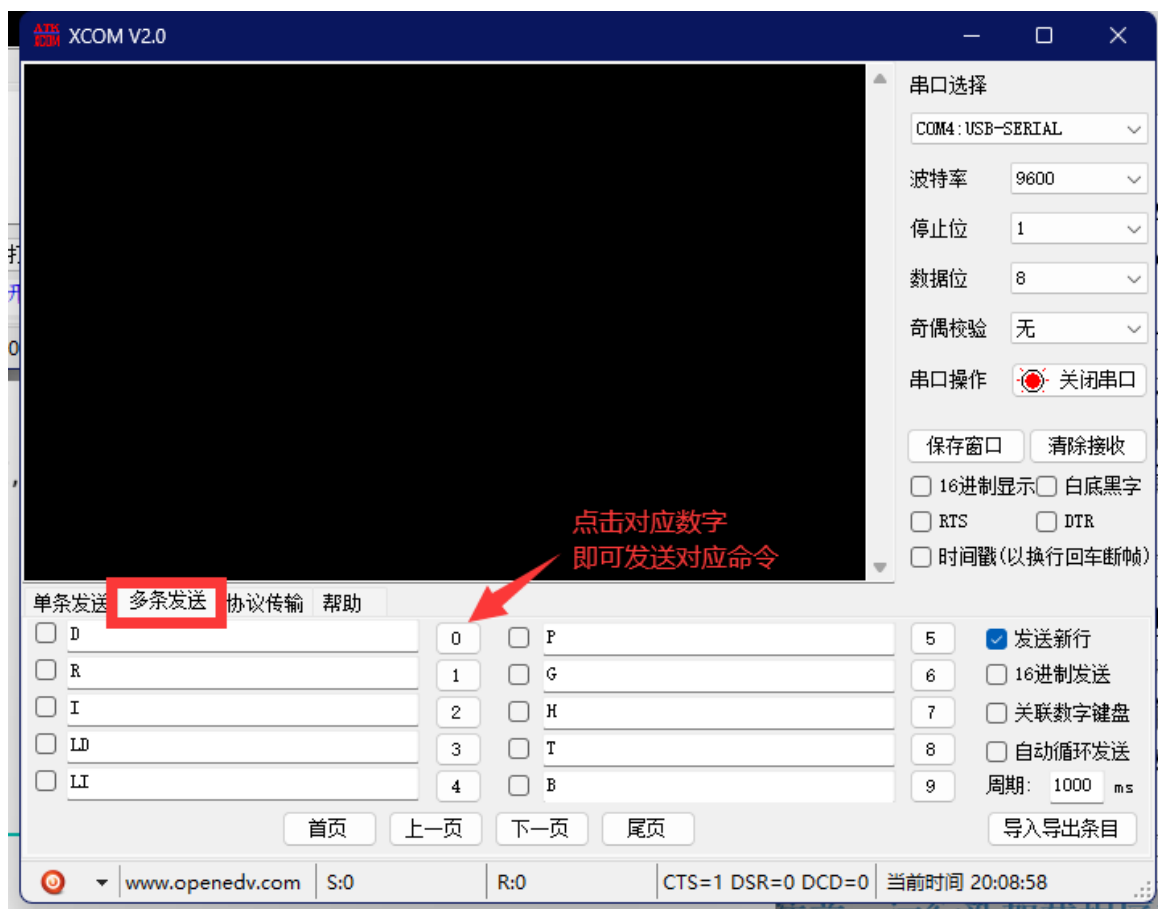 ATK
XCOM
XCOM V2.0
串口选择
COM4:USB-SERIAL
波特率
9600
停止位
1
数据位
8
奇偶校验
无
串口操作
关闭串口
保存窗口
清除接收
16进制显示
白底黑字
RTS
DTR
时间戳(以换行回车断帧)
点击对应数字
即可发送对应命令
单条发送
多条发送
协议传输
帮助
D
0
P
5
发送新行
R
1
G
6
16进制发送
I
2
H
7
关联数字键盘
LD
3
T
8
自动循环发送
LI
4
B
9
周期:
1000
ms
首页
上一页
下一页
尾页
导入导出条目
www.openedv.com
S:0
R:0
CTS=1 DSR=0 DCD=0
当前时间 20:08:58